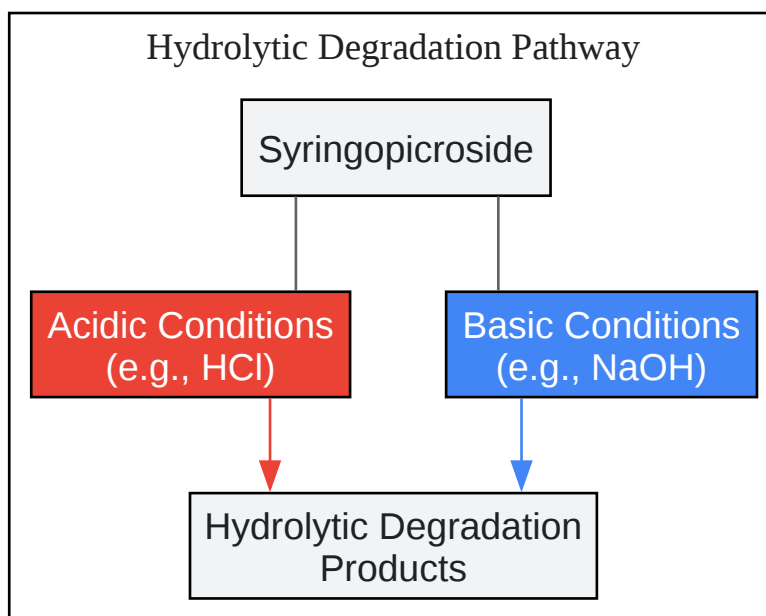 Hydrolytic Degradation Pathway
Syringopicroside
Acidic Conditions
(e.g., HCl)
Basic Conditions
(e.g., NaOH)
Hydrolytic Degradation
Products